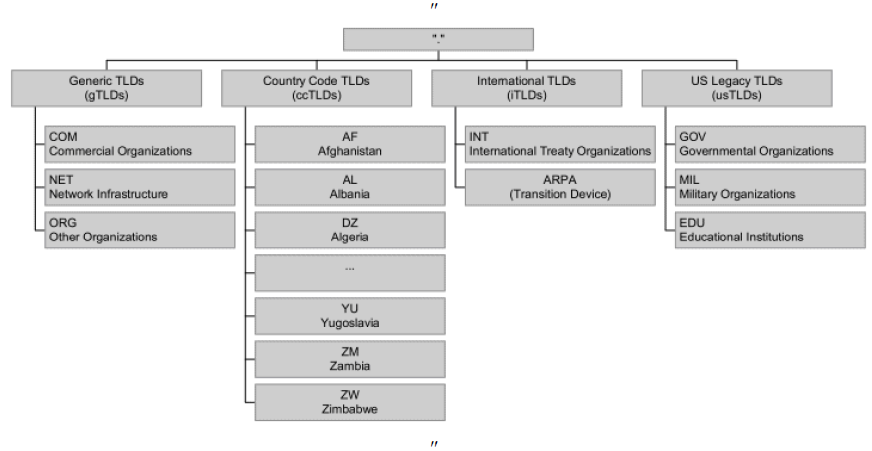 "
"."
Generic TLDs
(gTLDs)
COM
Commercial Organizations
NET
Network Infrastructure
ORG
Other Organizations
Country Code TLDs
(ccTLDs)
AF
Afghanistan
AL
Albania
DZ
Algeria
...
YU
Yugoslavia
ZM
Zambia
ZW
Zimbabwe
International TLDs
(iTLDs)
INT
International Treaty Organizations
ARPA
(Transition Device)
US Legacy TLDs
(usTLDs)
GOV
Governmental Organizations
MIL
Military Organizations
EDU
Educational Institutions
"